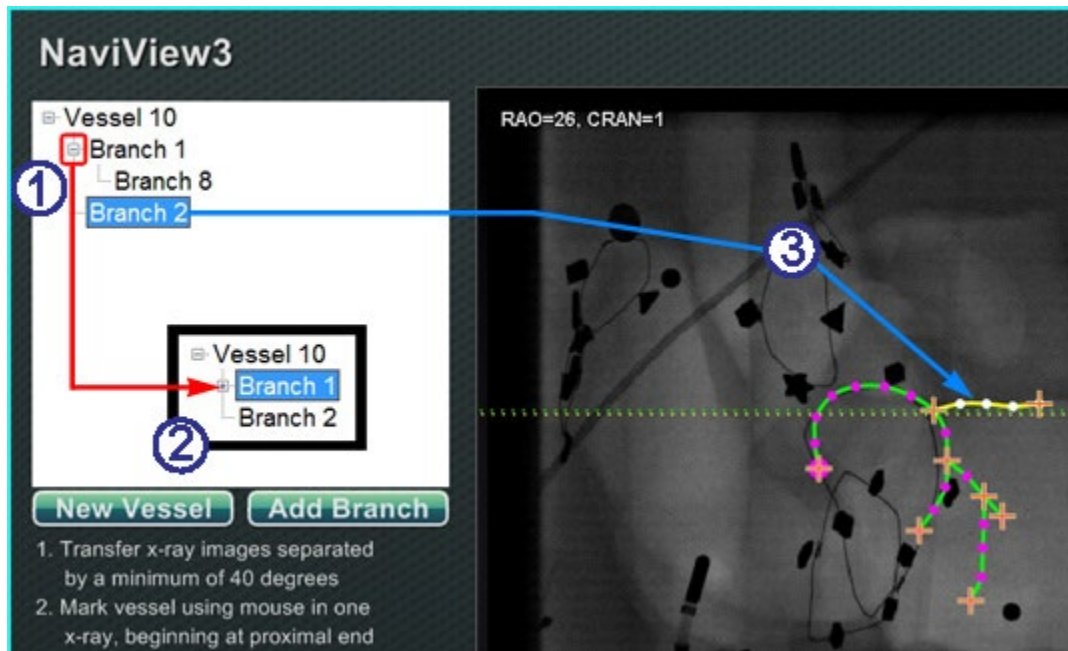 NaviView3
Vessel 10
Branch 1
Branch 8
Branch 2
1
Vessel 10
Branch 1
Branch 2
2
New Vessel
Add Branch
1. Transfer x-ray images separated
by a minimum of 40 degrees
2. Mark vessel using mouse in one
x-ray, beginning at proximal end
RAO=26, CRAN=1
3